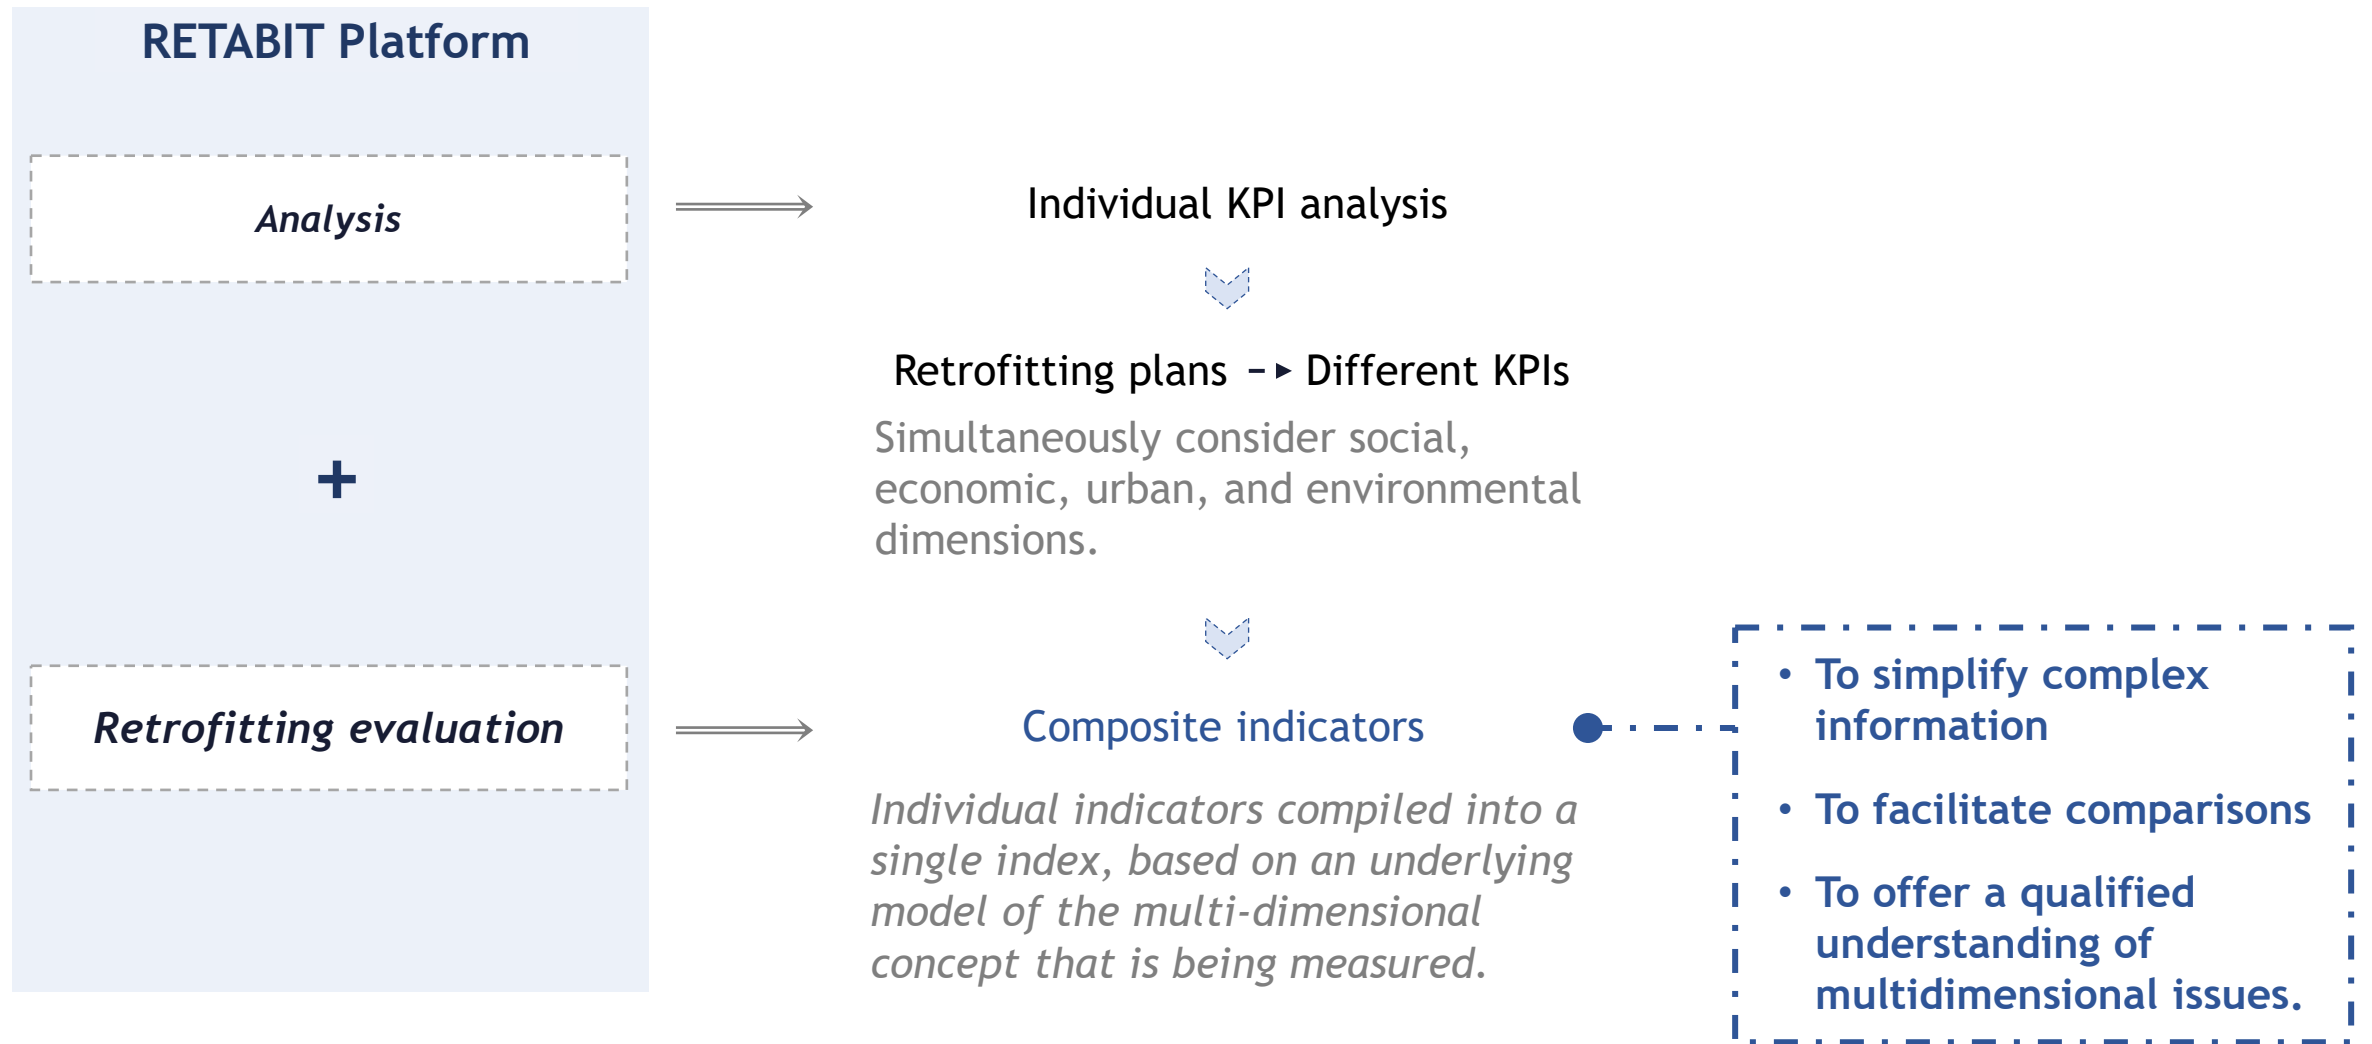 RETABIT Platform
Analysis
+
Retrofitting evaluation
Individual KPI analysis
Retrofitting plans
Different KPIs
Simultaneously consider social,
economic, urban, and environmental
dimensions.
Composite indicators
Individual indicators compiled into a
single index, based on an underlying
model of the multi-dimensional
concept that is being measured.
• To simplify complex
information
• To facilitate comparisons
• To offer a qualified
understanding of
multidimensional issues.